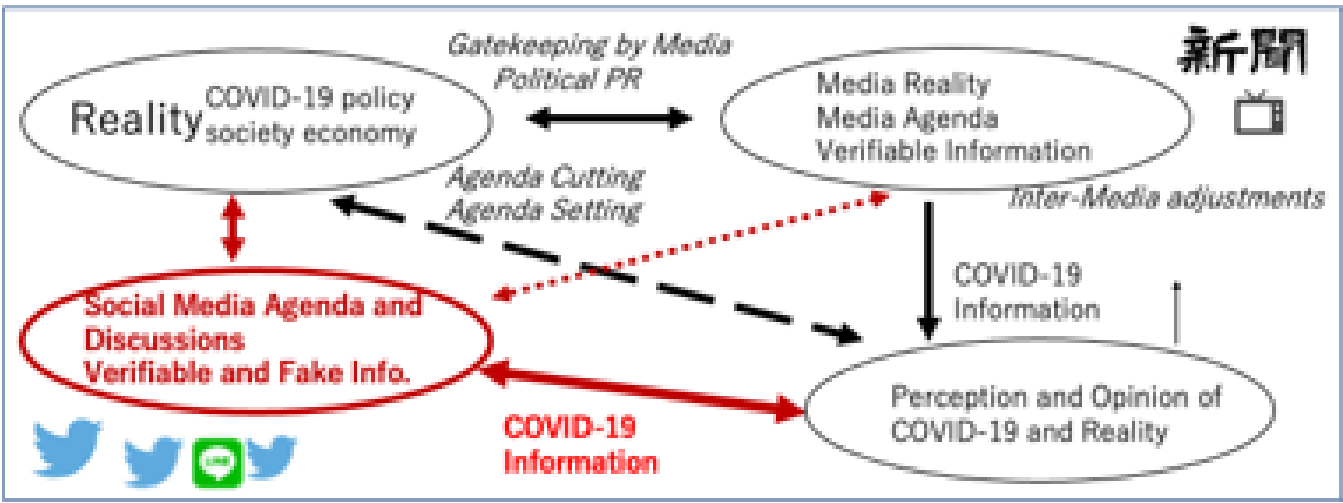 Gatekeeping by Media
Political PR
新聞
Reality
COVID-19 policy
society economy
Media Reality
Media Agenda
Verifiable Information
Agenda Cutting
Agenda Setting
Inter-Media adjustments
COVID-19
Information
Social Media Agenda and
Discussions
Verifiable and Fake Info.
Perception and Opinion of
COVID-19 and Reality
COVID-19
Information
LINE